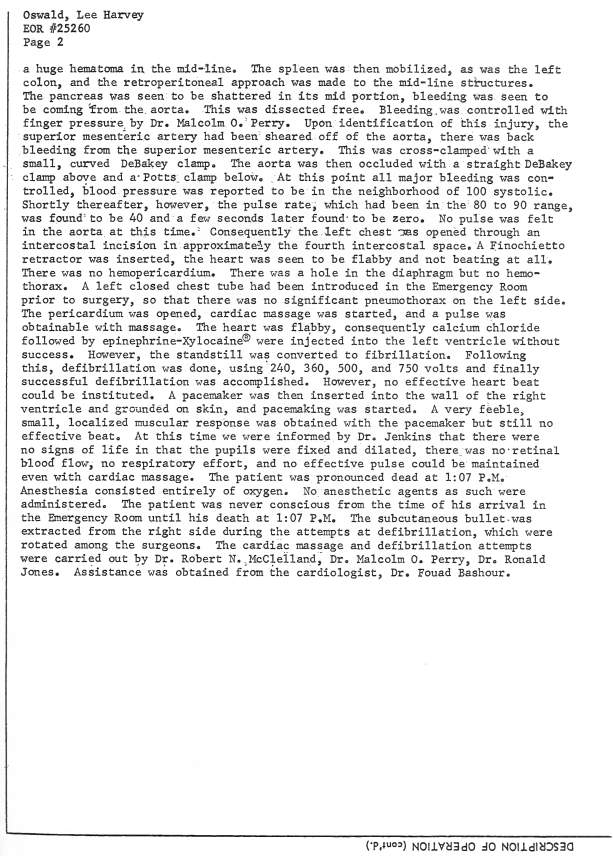 Oswald, Lee Harvey
EOR #25260
Page 2
a huge hematoma in the mid-line. The spleen was then mobilized, as was the left
colon, and the retroperitoneal approach was made to the mid-line structures.
The pancreas was seen to be shattered in its mid portion, bleeding was seen to
be coming from the aorta. This was dissected free. Bleeding was controlled with
finger pressure by Dr. Malcolm O. Perry. Upon identification of this injury, the
superior mesenteric artery had been sheared off of the aorta, there was back
bleeding from the superior mesenteric artery. This was cross-clamped with a
small, curved DeBakey clamp. The aorta was then occluded with a straight DeBakey
clamp above and a Potts clamp below. At this point all major bleeding was con-
trolled, blood pressure was reported to be in the neighborhood of 100 systolic.
Shortly thereafter, however, the pulse rate, which had been in the 80 to 90 range,
was found to be 40 and a few seconds later found to be zero. No pulse was felt
in the aorta at this time. Consequently the left chest was opened through an
intercostal incision in approximately the fourth intercostal space. A Finochietto
retractor was inserted, the heart was seen to be flabby and not beating at all.
There was no hemopericardium. There was a hole in the diaphragm but no hemo-
thorax. A left closed chest tube had been introduced in the Emergency Room
prior to surgery, so that there was no significant pneumothorax on the left side.
The pericardium was opened, cardiac massage was started, and a pulse was
obtainable with massage. The heart was flabby, consequently calcium chloride
followed by epinephrine-Xylocaine® were injected into the left ventricle without
success. However, the standstill was converted to fibrillation. Following
this, defibrillation was done, using 240, 360, 500, and 750 volts and finally
successful defibrillation was accomplished. However, no effective heart beat
could be instituted. A pacemaker was then inserted into the wall of the right
ventricle and grounded on skin, and pacemaking was started. A very feeble,
small, localized muscular response was obtained with the pacemaker but still no
effective beat. At this time we were informed by Dr. Jenkins that there were
no signs of life in that the pupils were fixed and dilated, there was no retinal
blood flow, no respiratory effort, and no effective pulse could be maintained
even with cardiac massage. The patient was pronounced dead at 1:07 P.M.
Anesthesia consisted entirely of oxygen. No anesthetic agents as such were
administered. The patient was never conscious from the time of his arrival in
the Emergency Room until his death at 1:07 P.M. The subcutaneous bullet was
extracted from the right side during the attempts at defibrillation, which were
rotated among the surgeons. The cardiac massage and defibrillation attempts
were carried out by Dr. Robert N. McClelland, Dr. Malcolm O. Perry, Dr. Ronald
Jones. Assistance was obtained from the cardiologist, Dr. Fouad Bashour.
DESCRIPTION OF OPERATION (cont'd.)